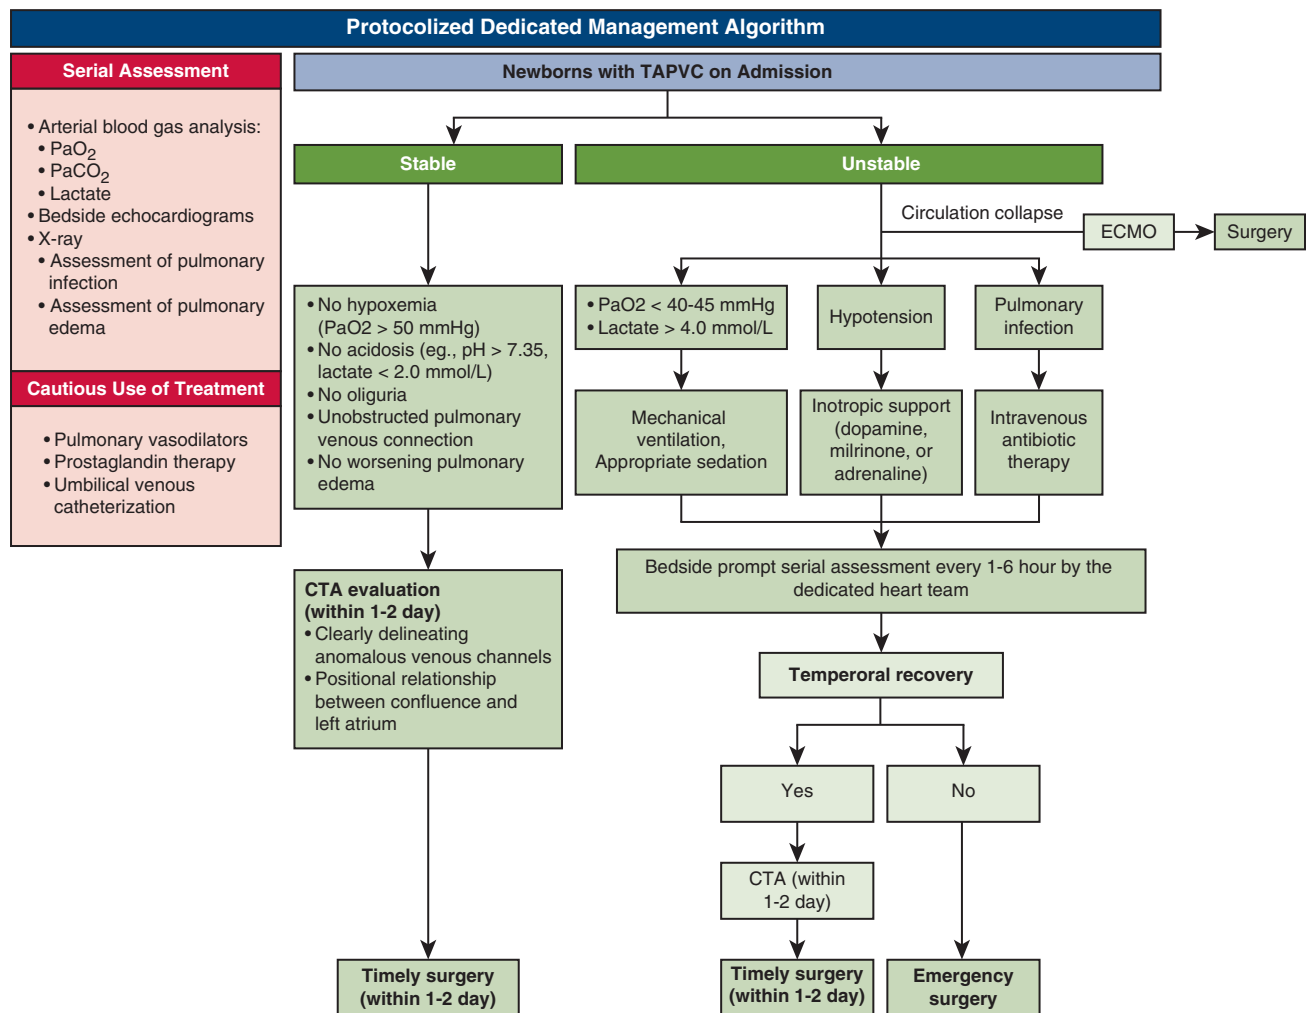 Protocolized Dedicated Management Algorithm
Serial Assessment
• Arterial blood gas analysis:
• PaO2
• PaCO2
• Lactate
• Bedside echocardiograms
• X-ray
• Assessment of pulmonary
infection
• Assessment of pulmonary
edema
Cautious Use of Treatment
• Pulmonary vasodilators
• Prostaglandin therapy
• Umbilical venous
catheterization
Newborns with TAPVC on Admission
Stable
• No hypoxemia
(PaO2 > 50 mmHg)
• No acidosis (eg., pH > 7.35,
lactate < 2.0 mmol/L)
• No oliguria
• Unobstructed pulmonary
venous connection
• No worsening pulmonary
edema
CTA evaluation
(within 1-2 day)
• Clearly delineating
anomalous venous channels
• Positional relationship
between confluence and
left atrium
Timely surgery
(within 1-2 day)
Unstable
Circulation collapse
ECMO
Surgery
• PaO2 < 40-45 mmHg
• Lactate > 4.0 mmol/L
Hypotension
Pulmonary
infection
Mechanical
ventilation,
Appropriate sedation
Inotropic support
(dopamine,
milrinone, or
adrenaline)
Intravenous
antibiotic
therapy
Bedside prompt serial assessment every 1-6 hour by the
dedicated heart team
Temperoral recovery
Yes
No
CTA (within
1-2 day)
Timely surgery
(within 1-2 day)
Emergency
surgery